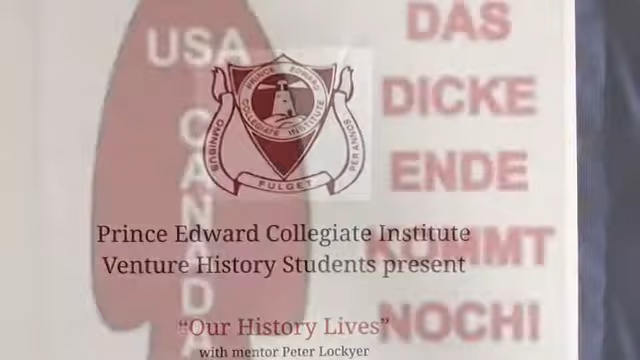 USA
CANADA
DAS
DICKE
ENDE
KOMMT
NOCH!
PRINCE EDWARD
COLLEGIATE INSTITUTE
OMNIBUS
PER ANNOS
FULGET
Prince Edward Collegiate Institute
Venture History Students present
“Our History Lives”
with mentor Peter Lockyer